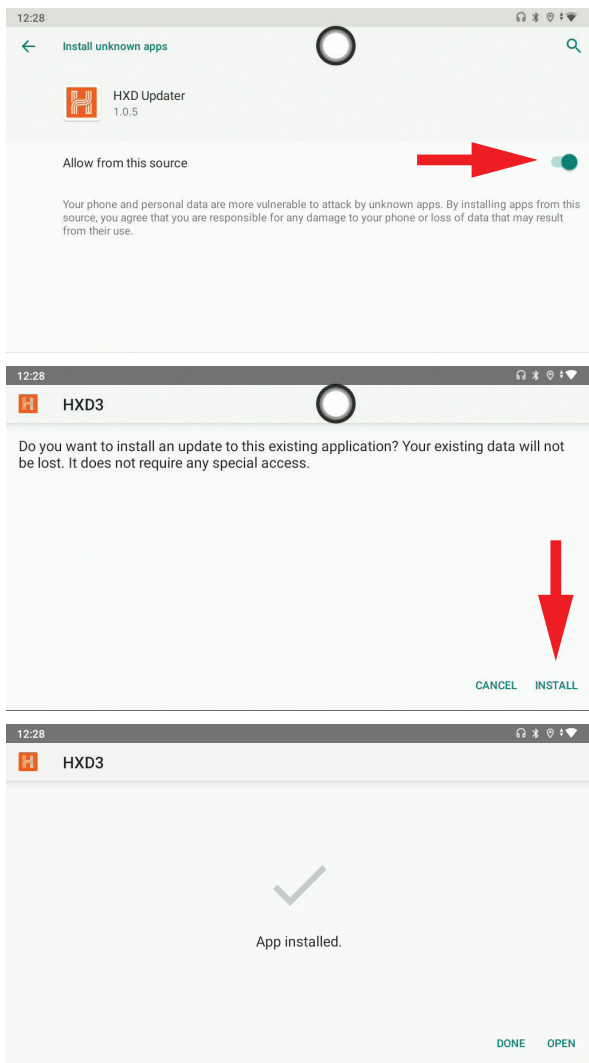 12:28
Install unknown apps
HXD Updater
1.0.5
Allow from this source
Your phone and personal data are more vulnerable to attack by unknown apps. By installing apps from this
source, you agree that you are responsible for any damage to your phone or loss of data that may result
from their use.
12:28
HXD3
Do you want to install an update to this existing application? Your existing data will not
be lost. It does not require any special access.
CANCEL INSTALL
12:28
HXD3
App installed.
DONE OPEN